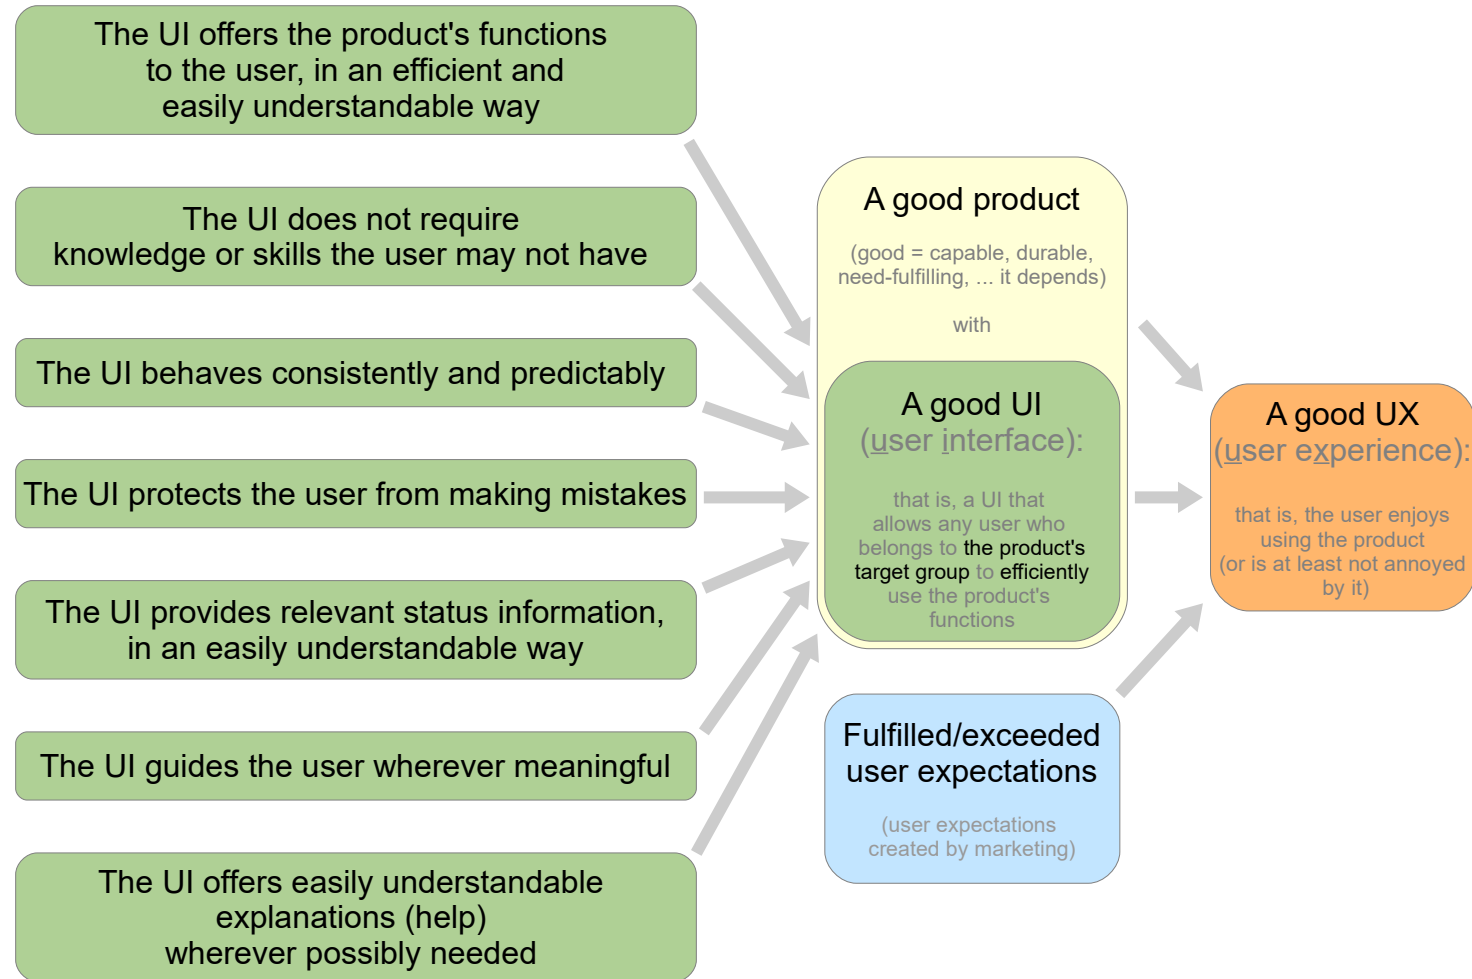 The UI offers the product's functions
to the user, in an efficient and
easily understandable way
The UI does not require
knowledge or skills the user may not have
The UI behaves consistently and predictably
The UI protects the user from making mistakes
The UI provides relevant status information,
in an easily understandable way
The UI guides the user wherever meaningful
The UI offers easily understandable
explanations (help)
wherever possibly needed
A good product
(good = capable, durable,
need-fulfilling, ... it depends)
with
A good UI
(user interface):
that is, a UI that
allows any user who
belongs to the product's
target group to efficiently
use the product's
functions
Fulfilled/exceeded
user expectations
(user expectations
created by marketing)
A good UX
(user experience):
that is, the user enjoys
using the product
(or is at least not annoyed
by it)